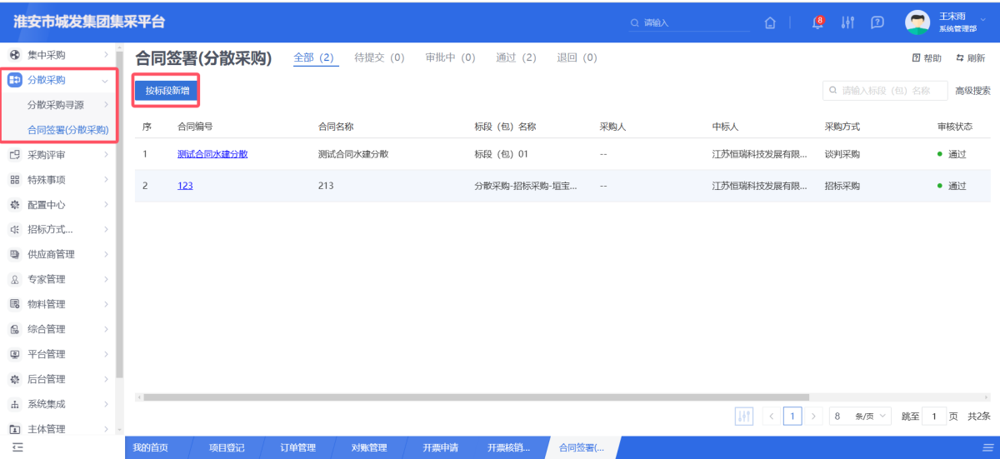 淮安市城发集团集采平台
请输入
8
王宋雨
系统管理部
集中采购
分散采购
分散采购寻源
合同签署(分散采购)
采购评审
特殊事项
配置中心
招标方式...
供应商管理
专家管理
物料管理
综合管理
平台管理
后台管理
系统集成
主体管理
合同签署(分散采购)
全部（2） 待提交（0） 审批中（0） 通过（2） 退回（0）
帮助 刷新
按标段新增
请输入标段（包）名称 高级搜索
序 合同编号 合同名称 标段（包）名称 采购人 中标人 采购方式 审核状态
1 测试合同水建分散 测试合同水建分散 标段（包）01 -- 江苏恒瑞科技发展有限... 谈判采购 通过
2 123 213 分散采购-招标采购-垣宝... -- 江苏恒瑞科技发展有限... 招标采购 通过
1 8 条/页 跳至 1 页 共2条
我的首页 项目登记 订单管理 对账管理 开票申请 开票核销... 合同签署(...